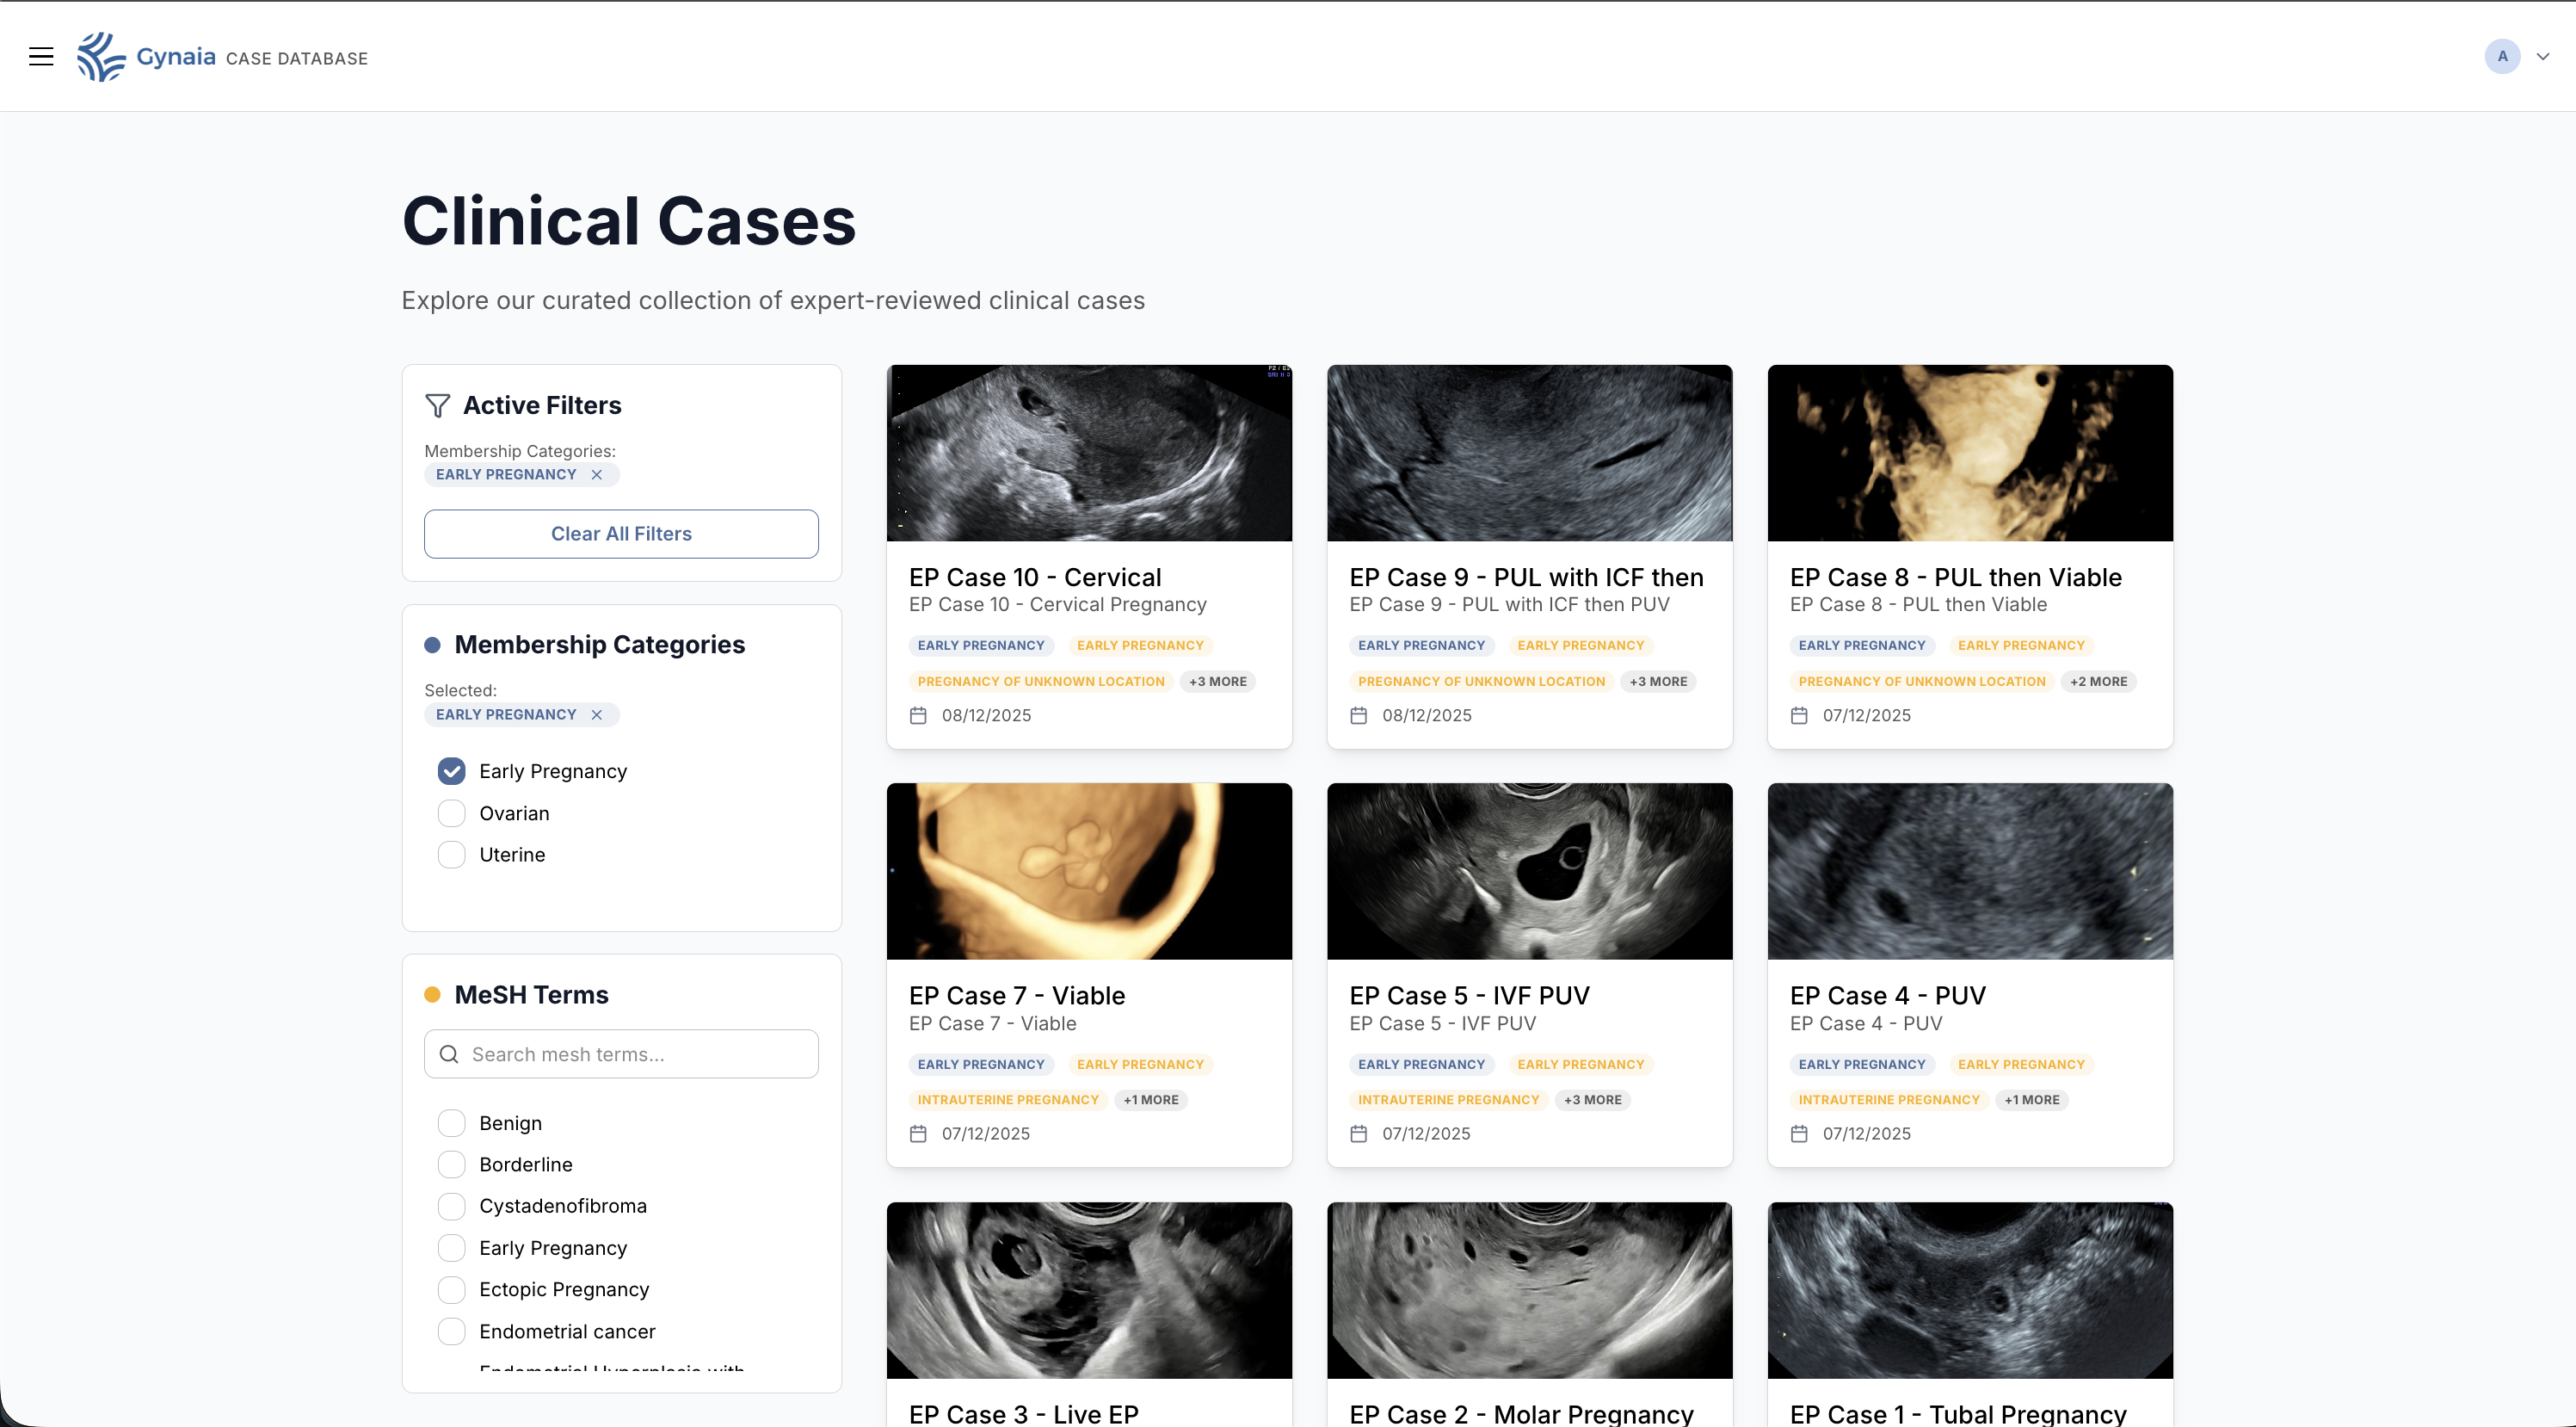 Gynaia CASE DATABASE
A
Clinical Cases
Explore our curated collection of expert-reviewed clinical cases
Active Filters
Membership Categories:
EARLY PREGNANCY
Clear All Filters
Membership Categories
Selected:
EARLY PREGNANCY
Early Pregnancy
Ovarian
Uterine
MeSH Terms
Search mesh terms...
Benign
Borderline
Cystadenofibroma
Early Pregnancy
Ectopic Pregnancy
Endometrial cancer
EP Case 10 - Cervical
EP Case 10 - Cervical Pregnancy
EARLY PREGNANCY EARLY PREGNANCY
PREGNANCY OF UNKNOWN LOCATION +3 MORE
08/12/2025
EP Case 9 - PUL with ICF then
EP Case 9 - PUL with ICF then PUV
EARLY PREGNANCY EARLY PREGNANCY
PREGNANCY OF UNKNOWN LOCATION +3 MORE
08/12/2025
EP Case 8 - PUL then Viable
EP Case 8 - PUL then Viable
EARLY PREGNANCY EARLY PREGNANCY
PREGNANCY OF UNKNOWN LOCATION +2 MORE
07/12/2025
EP Case 7 - Viable
EP Case 7 - Viable
EARLY PREGNANCY EARLY PREGNANCY
INTRAUTERINE PREGNANCY +1 MORE
07/12/2025
EP Case 5 - IVF PUV
EP Case 5 - IVF PUV
EARLY PREGNANCY EARLY PREGNANCY
INTRAUTERINE PREGNANCY +3 MORE
07/12/2025
EP Case 4 - PUV
EP Case 4 - PUV
EARLY PREGNANCY EARLY PREGNANCY
INTRAUTERINE PREGNANCY +1 MORE
07/12/2025
EP Case 3 - Live EP
EP Case 2 - Molar Pregnancy
EP Case 1 - Tubal Pregnancy